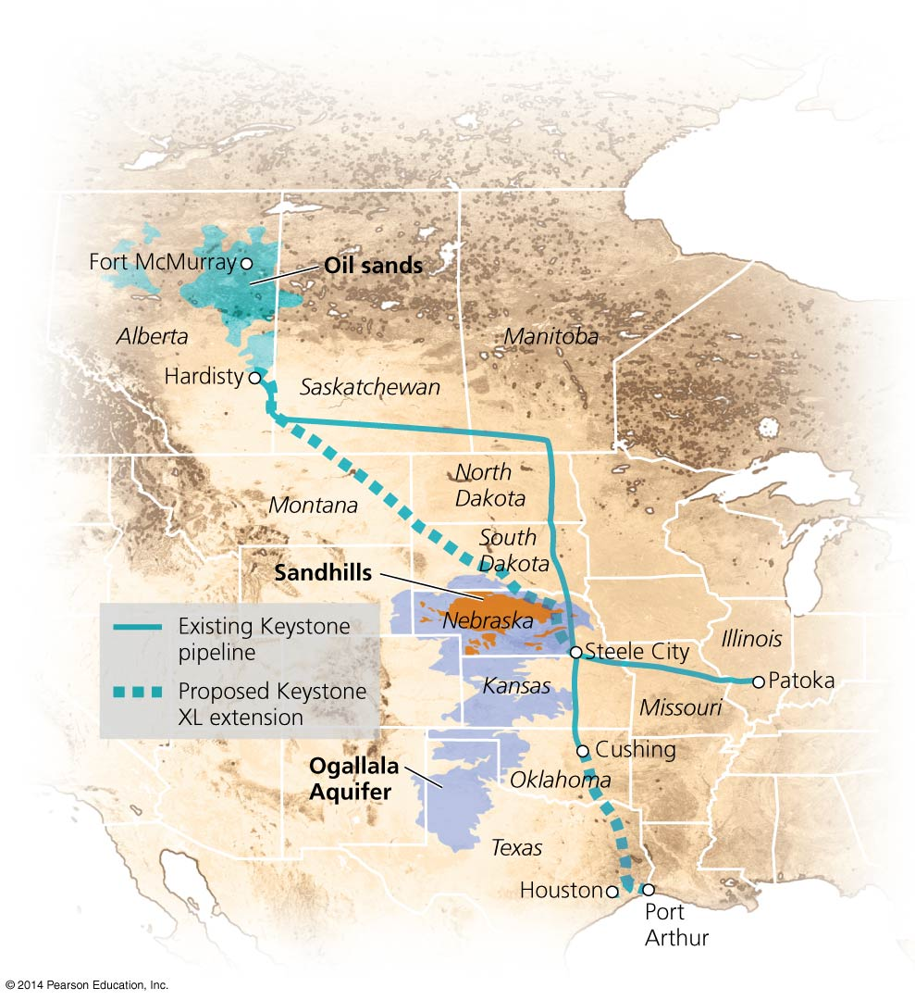 Fort McMurray
Oil sands
Alberta
Manitoba
Hardisty
Saskatchewan
North
Dakota
Montana
South
Dakota
Sandhills
Nebraska
Existing Keystone
pipeline
Proposed Keystone
XL extension
Illinois
Steele City
Patoka
Kansas
Missouri
Cushing
Ogallala
Aquifer
Oklahoma
Texas
Houston
Port
Arthur
© 2014 Pearson Education, Inc.